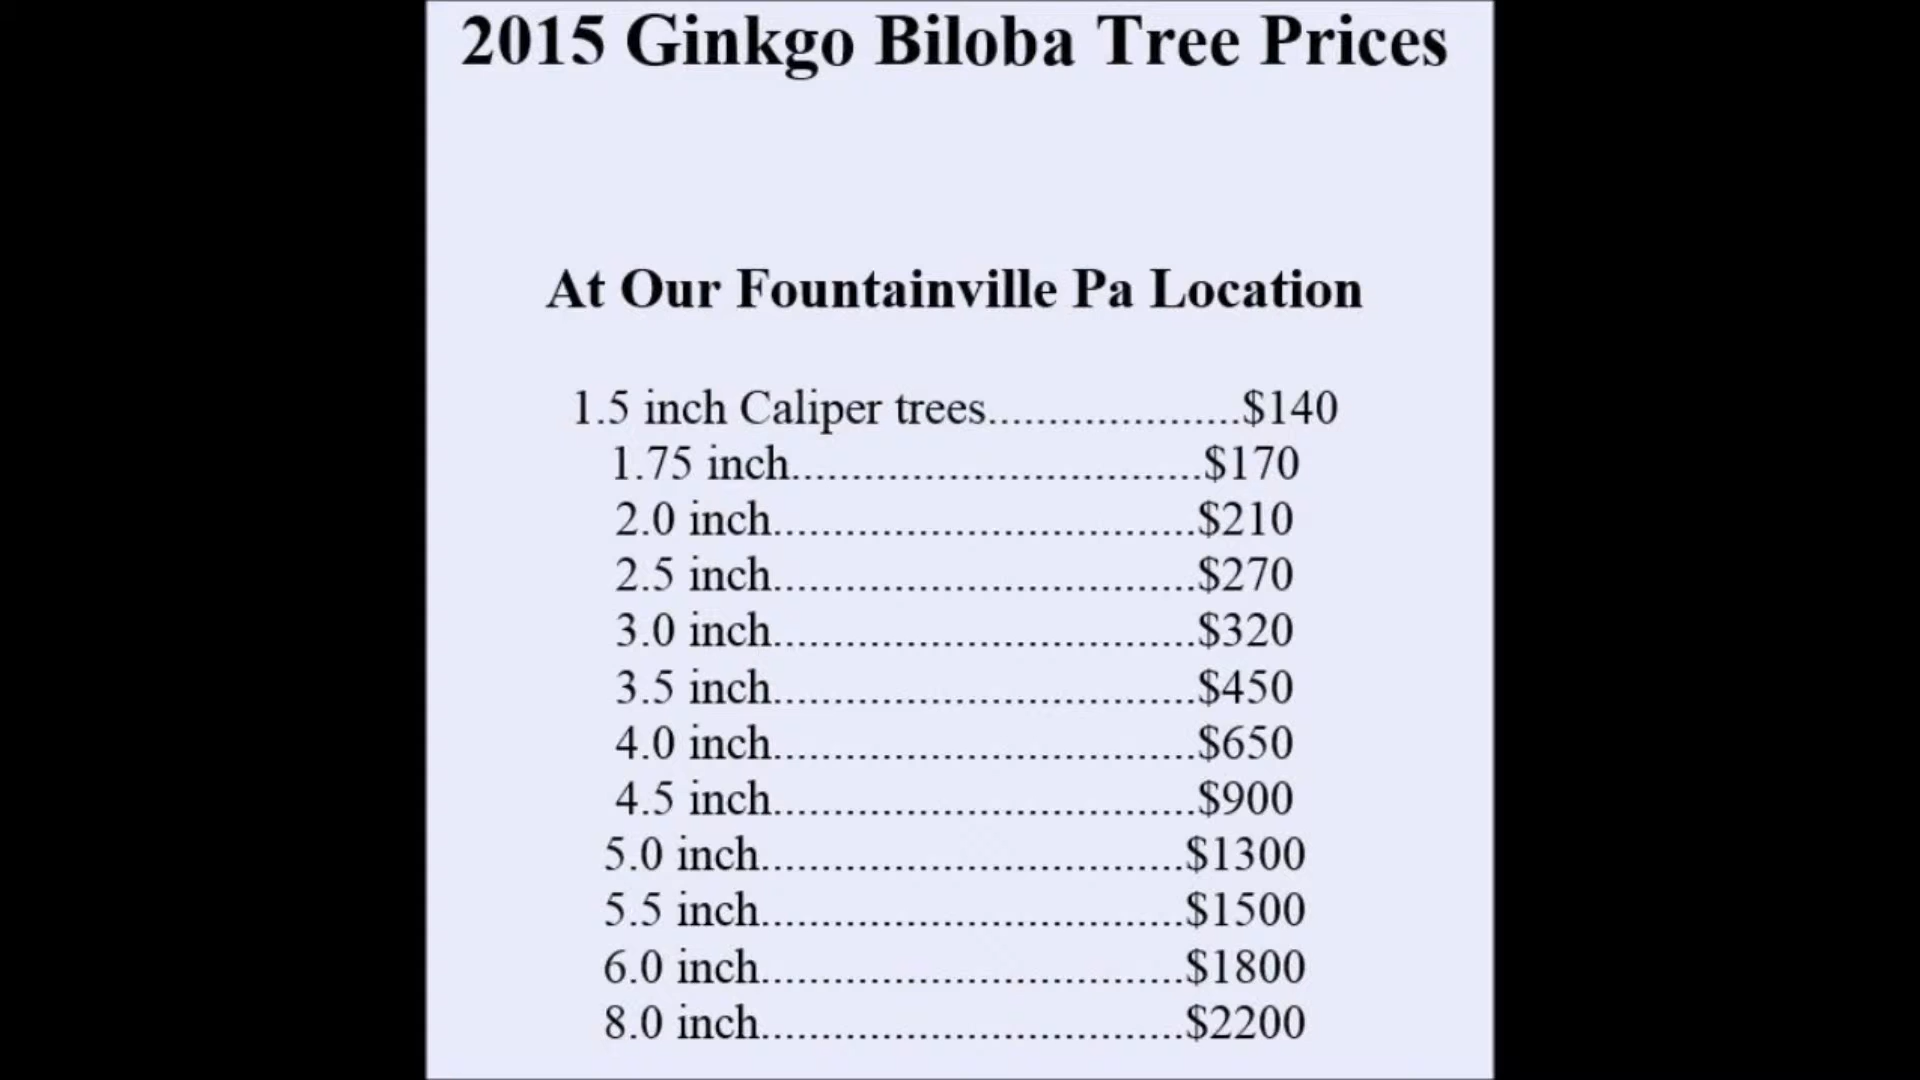 2015 Ginkgo Biloba Tree Prices
At Our Fountainville Pa Location
1.5 inch Caliper trees....................$140
1.75 inch.................................$170
2.0 inch..................................$210
2.5 inch..................................$270
3.0 inch..................................$320
3.5 inch..................................$450
4.0 inch..................................$650
4.5 inch..................................$900
5.0 inch..................................$1300
5.5 inch..................................$1500
6.0 inch..................................$1800
8.0 inch..................................$2200